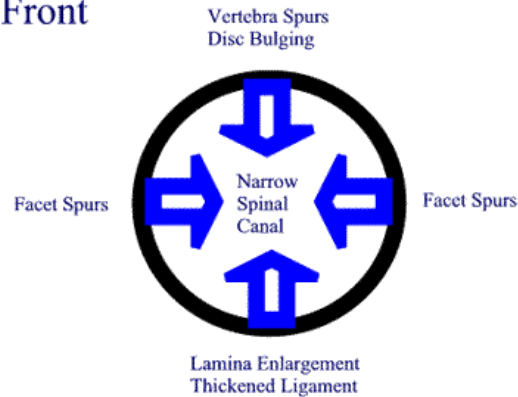 Front
Vertebra Spurs
Disc Bulging
Narrow
Spinal
Canal
Facet Spurs
Facet Spurs
Lamina Enlargement
Thickened Ligament